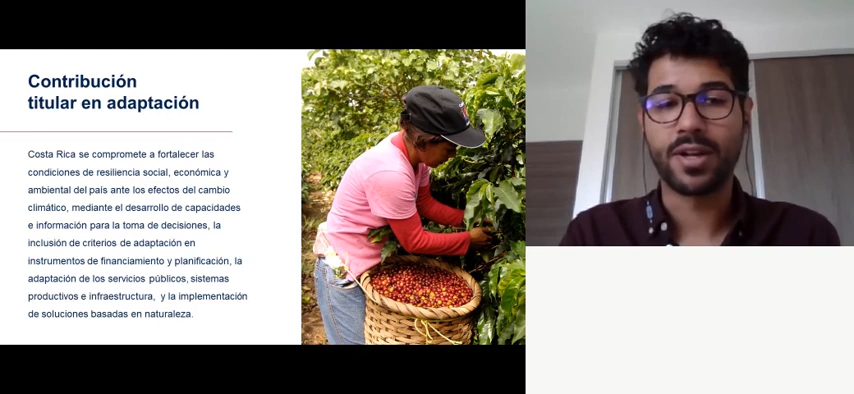 Contribución
titular en adaptación
Costa Rica se compromete a fortalecer las
condiciones de resiliencia social, económica y
ambiental del país ante los efectos del cambio
climático, mediante el desarrollo de capacidades
e información para la toma de decisiones, la
inclusión de criterios de adaptación en
instrumentos de financiamiento y planificación, la
adaptación de los servicios públicos, sistemas
productivos e infraestructura, y la implementación
de soluciones basadas en naturaleza.